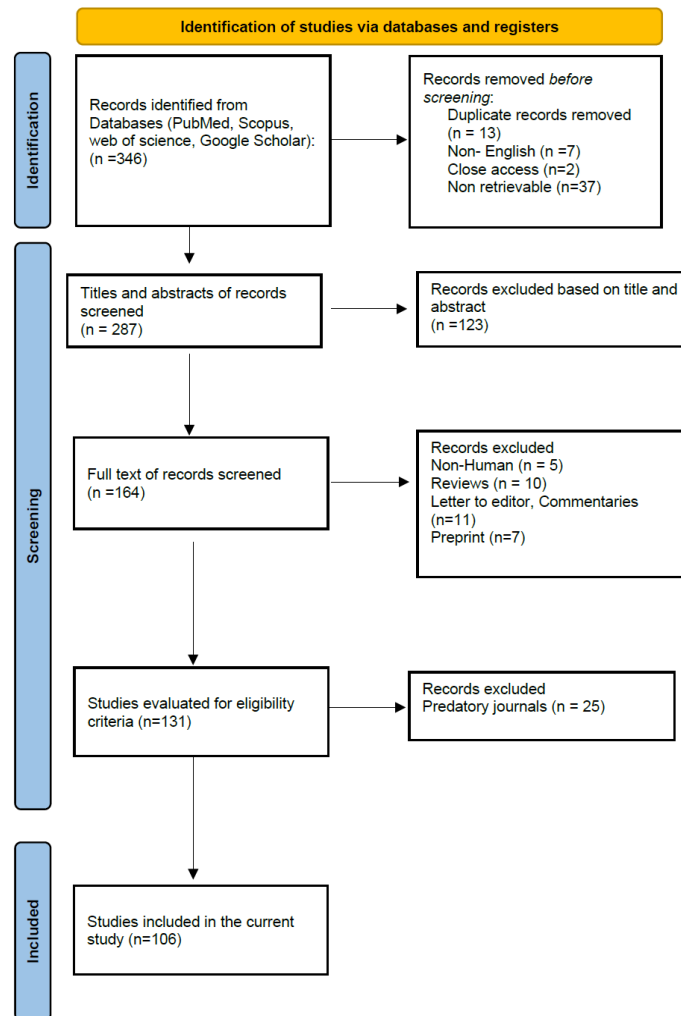 Identification of studies via databases and registers
Identification
Records identified from
Databases (PubMed, Scopus,
web of science, Google Scholar):
(n =346)
Records removed before
screening:
Duplicate records removed
(n = 13)
Non- English (n =7)
Close access (n=2)
Non retrievable (n=37)
Screening
Titles and abstracts of records
screened
(n = 287)
Records excluded based on title and
abstract
(n =123)
Full text of records screened
(n =164)
Records excluded
Non-Human (n = 5)
Reviews (n = 10)
Letter to editor, Commentaries
(n=11)
Preprint (n=7)
Studies evaluated for eligibility
criteria (n=131)
Records excluded
Predatory journals (n = 25)
Included
Studies included in the current
study (n=106)